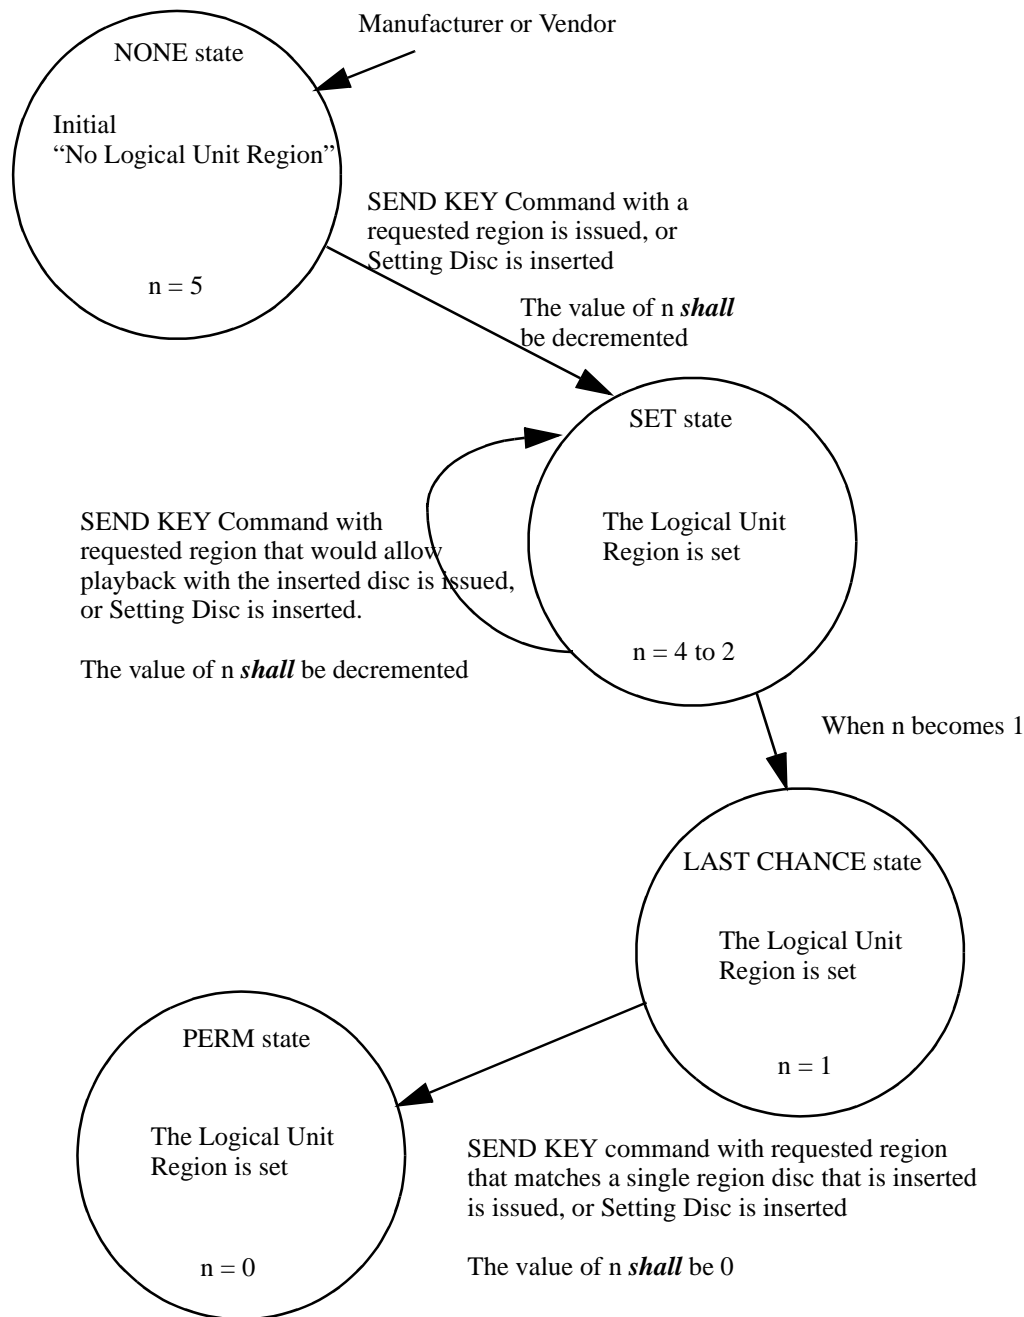 Manufacturer or Vendor
NONE state
Initial
“No Logical Unit Region”
n = 5
SEND KEY Command with a
requested region is issued, or
Setting Disc is inserted
The value of n shall
be decremented
SET state
The Logical Unit
Region is set
n = 4 to 2
SEND KEY Command with
requested region that would allow
playback with the inserted disc is issued,
or Setting Disc is inserted.
The value of n shall be decremented
When n becomes 1
LAST CHANCE state
The Logical Unit
Region is set
n = 1
PERM state
The Logical Unit
Region is set
n = 0
SEND KEY command with requested region
that matches a single region disc that is inserted
is issued, or Setting Disc is inserted
The value of n shall be 0